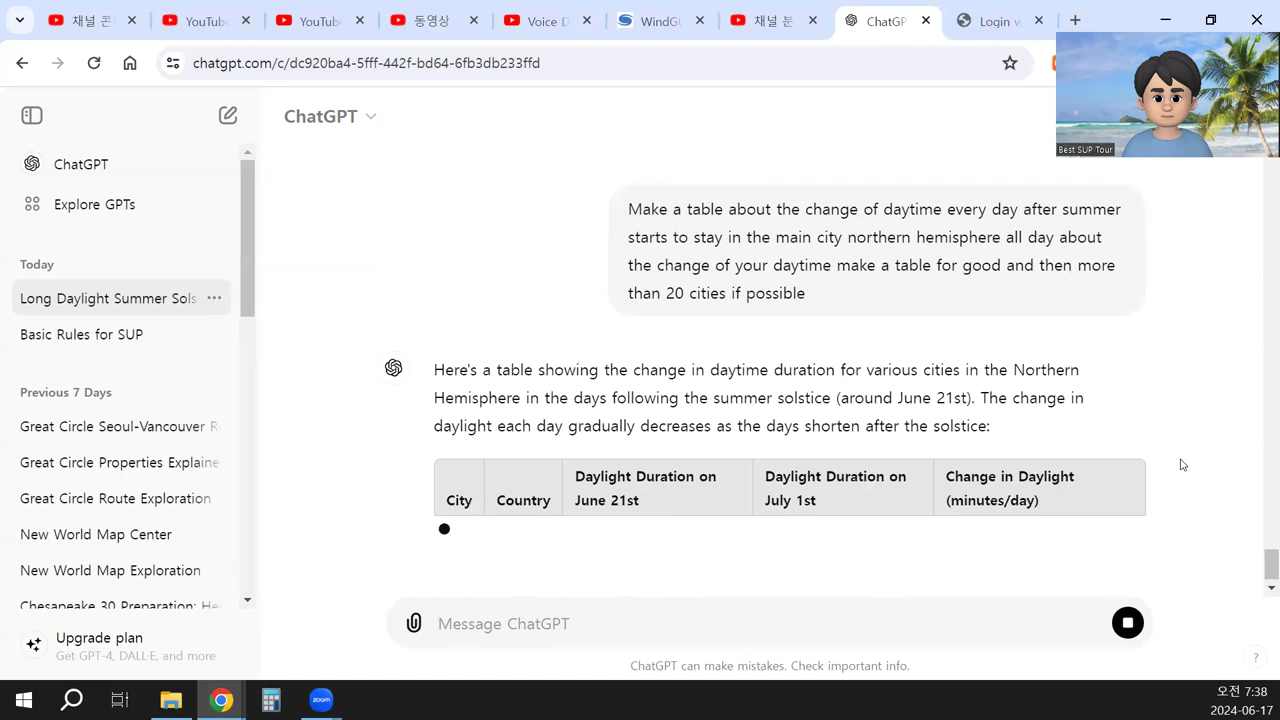 채널 콘
YouTube
YouTube
동영상
Voice D
WindGU
채널 분
ChatGP
Login w
chatgpt.com/c/dc920ba4-5fff-442f-bd64-6fb3db233ffd
Best SUP Tour
ChatGPT
ChatGPT
Explore GPTs
Today
Long Daylight Summer Sols
Basic Rules for SUP
Previous 7 Days
Great Circle Seoul-Vancouver R
Great Circle Properties Explaine
Great Circle Route Exploration
New World Map Center
New World Map Exploration
Chesapeake 30 Preparation: He
Upgrade plan
Get GPT-4, DALL·E, and more
Make a table about the change of daytime every day after summer
starts to stay in the main city northern hemisphere all day about
the change of your daytime make a table for good and then more
than 20 cities if possible
Here's a table showing the change in daytime duration for various cities in the Northern
Hemisphere in the days following the summer solstice (around June 21st). The change in
daylight each day gradually decreases as the days shorten after the solstice:
City
Country
Daylight Duration on
June 21st
Daylight Duration on
July 1st
Change in Daylight
(minutes/day)
Message ChatGPT
ChatGPT can make mistakes. Check important info.
?
zoom
오전 7:38
2024-06-17